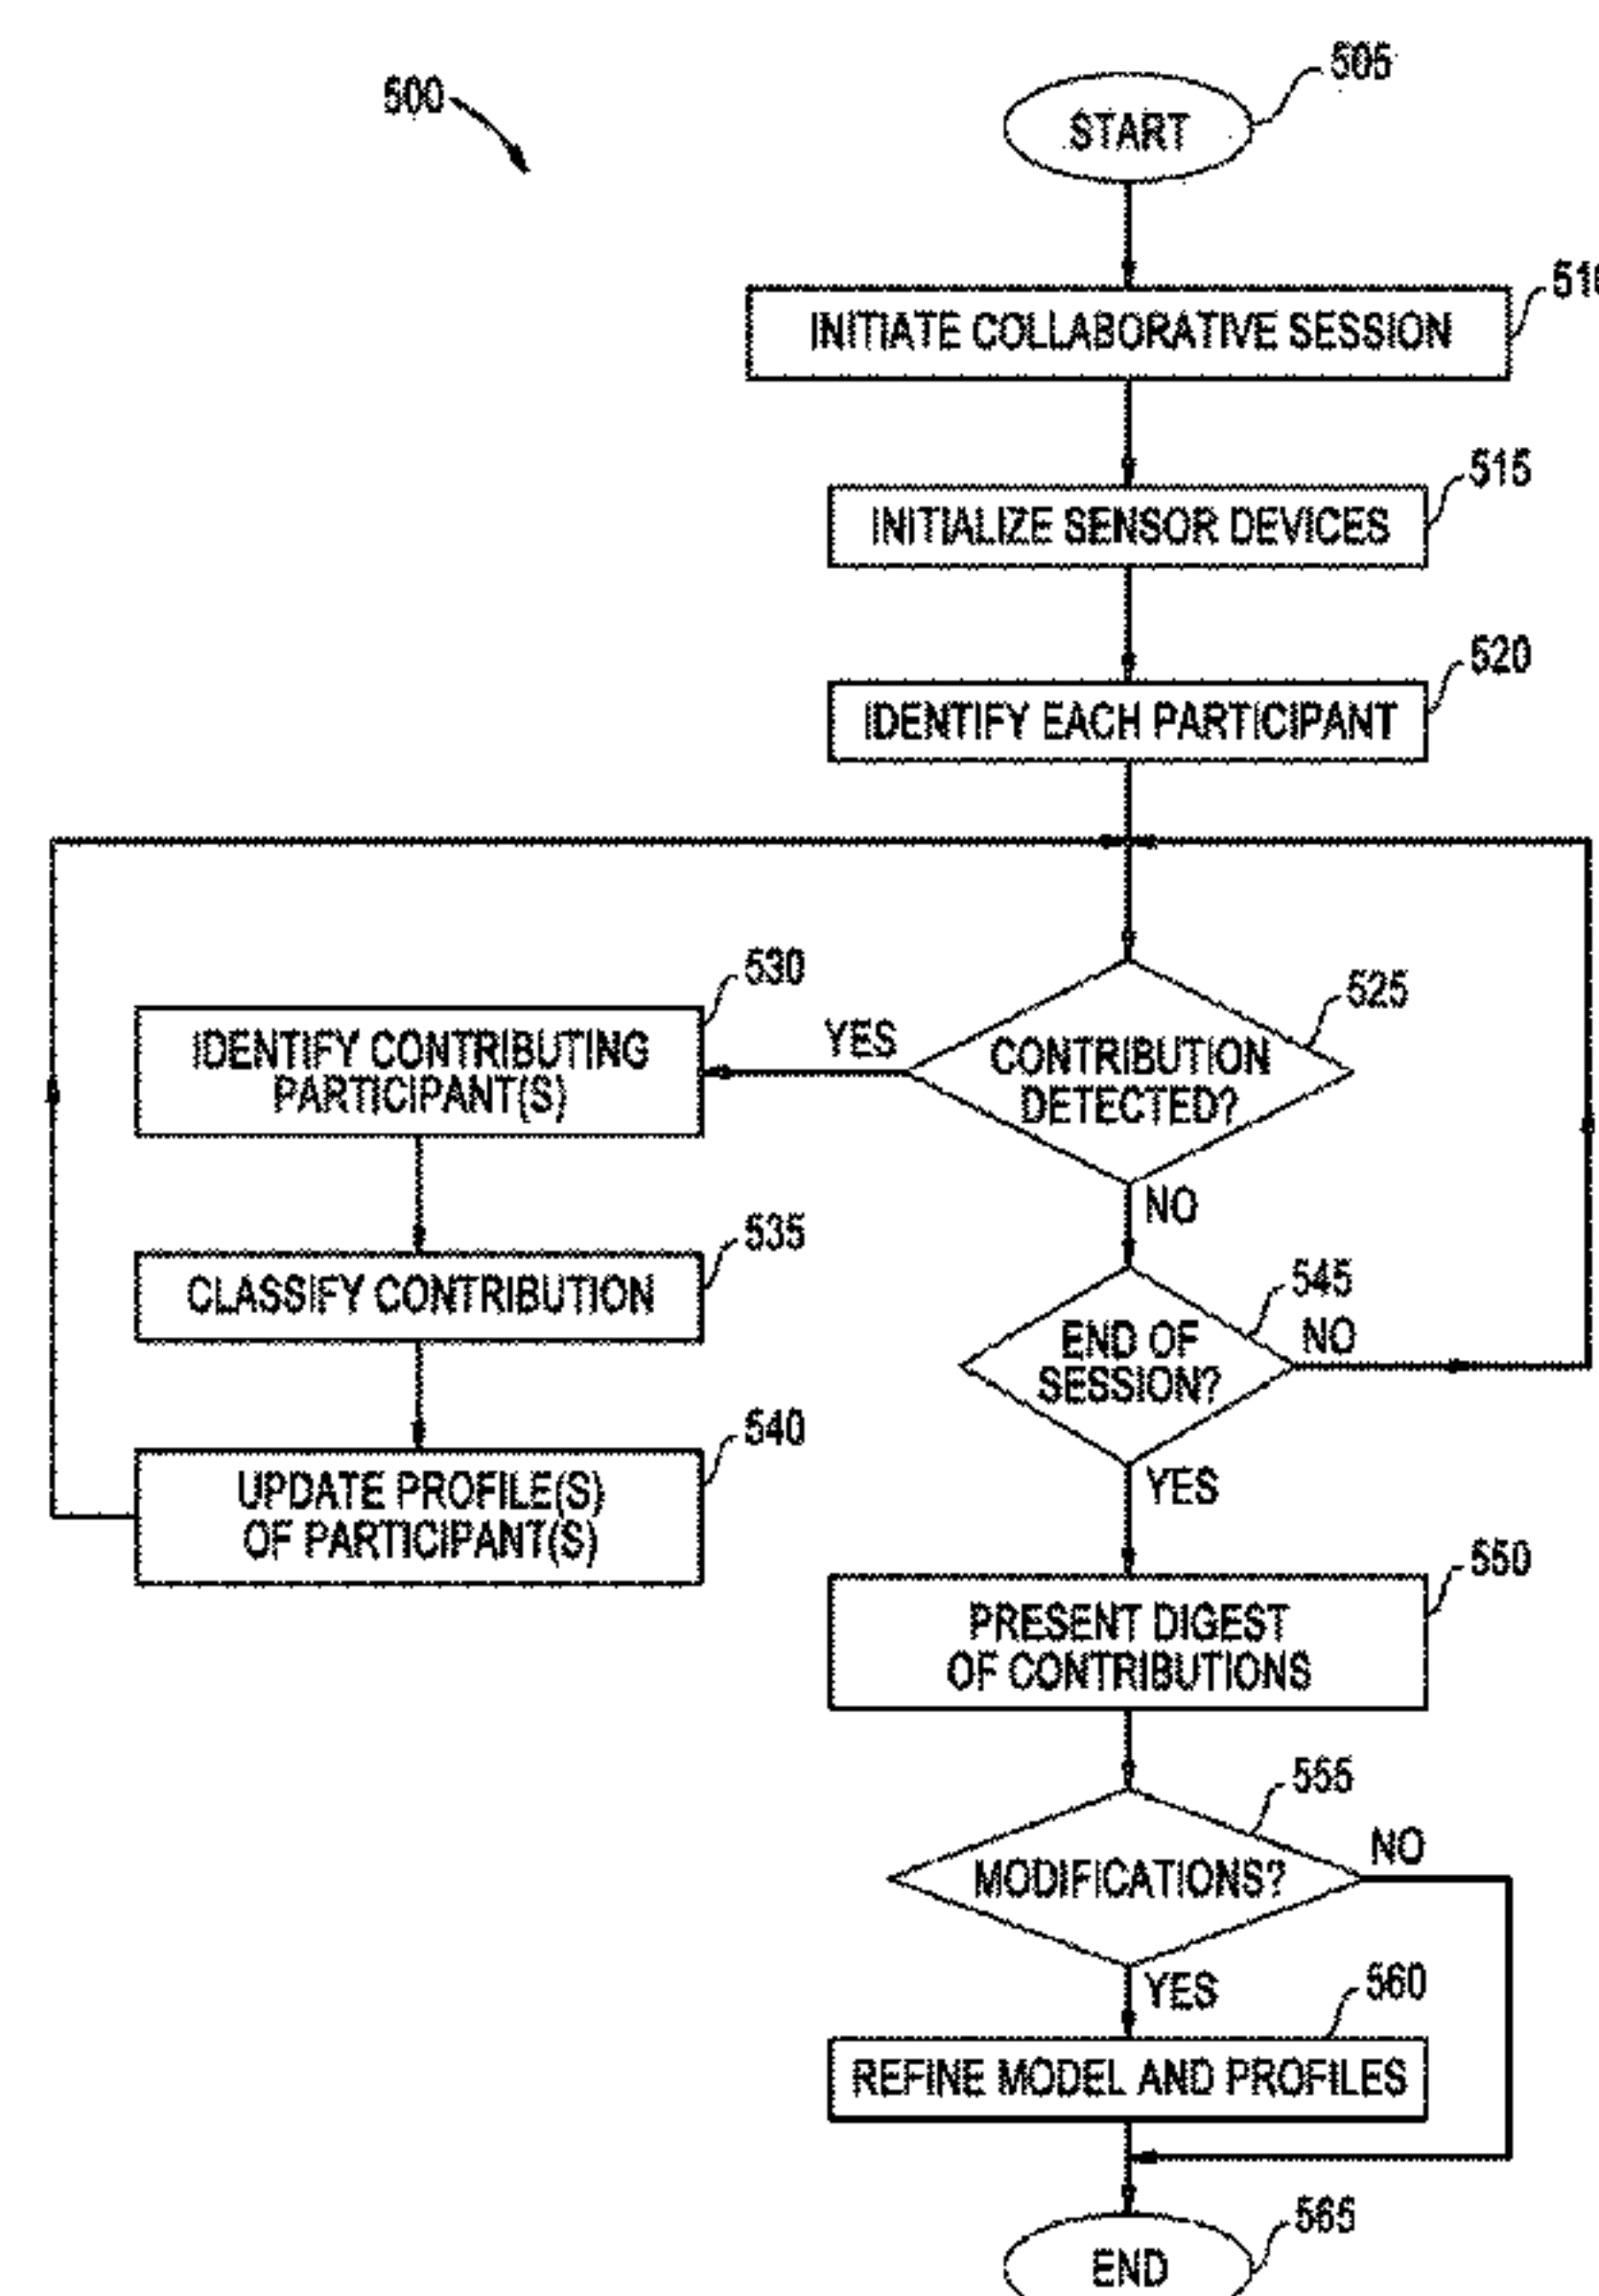 500
505
START
510
INITIATE COLLABORATIVE SESSION
515
INITIALIZE SENSOR DEVICES
520
IDENTIFY EACH PARTICIPANT
530
IDENTIFY CONTRIBUTING
PARTICIPANT(S)
YES
525
CONTRIBUTION
DETECTED?
NO
535
CLASSIFY CONTRIBUTION
545
END OF
SESSION?
NO
YES
540
UPDATE PROFILE(S)
OF PARTICIPANT(S)
550
PRESENT DIGEST
OF CONTRIBUTIONS
555
MODIFICATIONS?
NO
YES
560
REFINE MODEL AND PROFILES
565
END